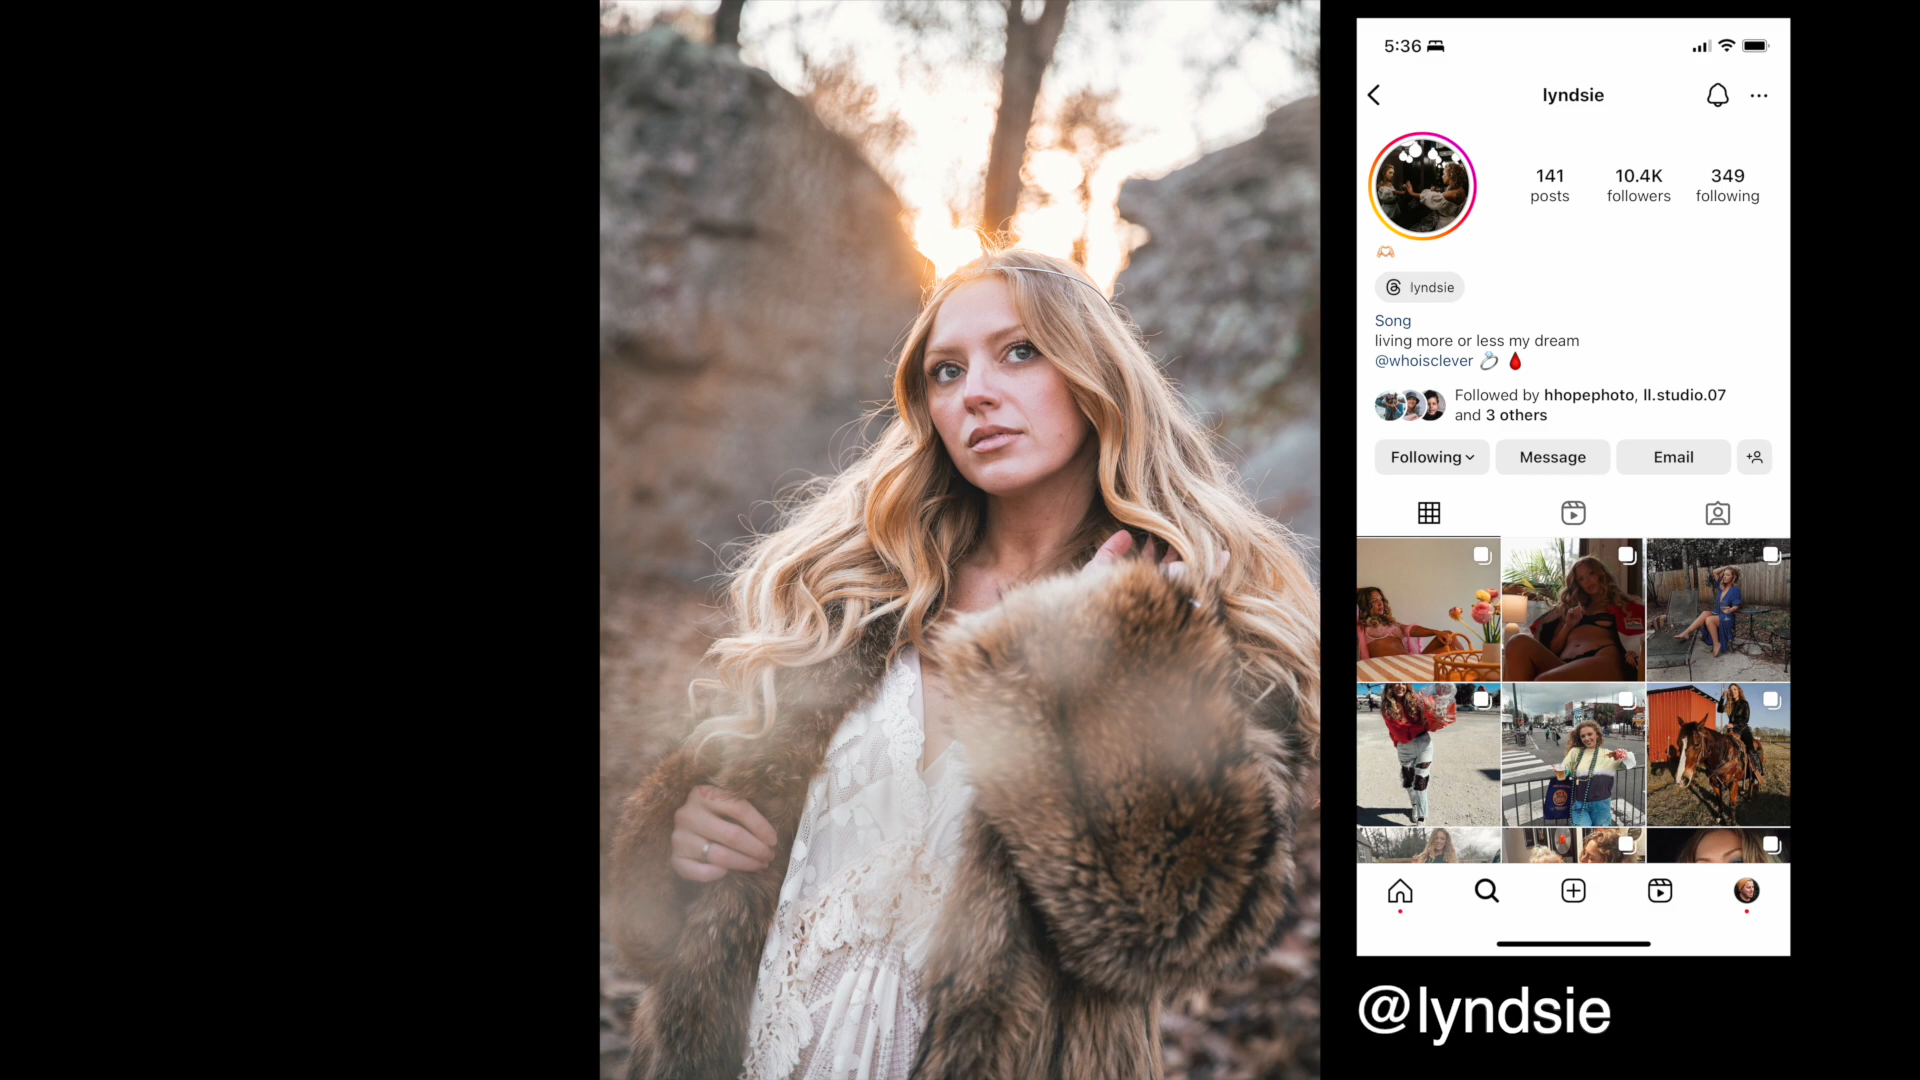 5:36
lyndsie
141 posts
10.4K followers
349 following
lyndsie
Song
living more or less my dream
@whoisclever
Followed by hhopephoto, ll.studio.07
and 3 others
Following
Message
Email
@lyndsie